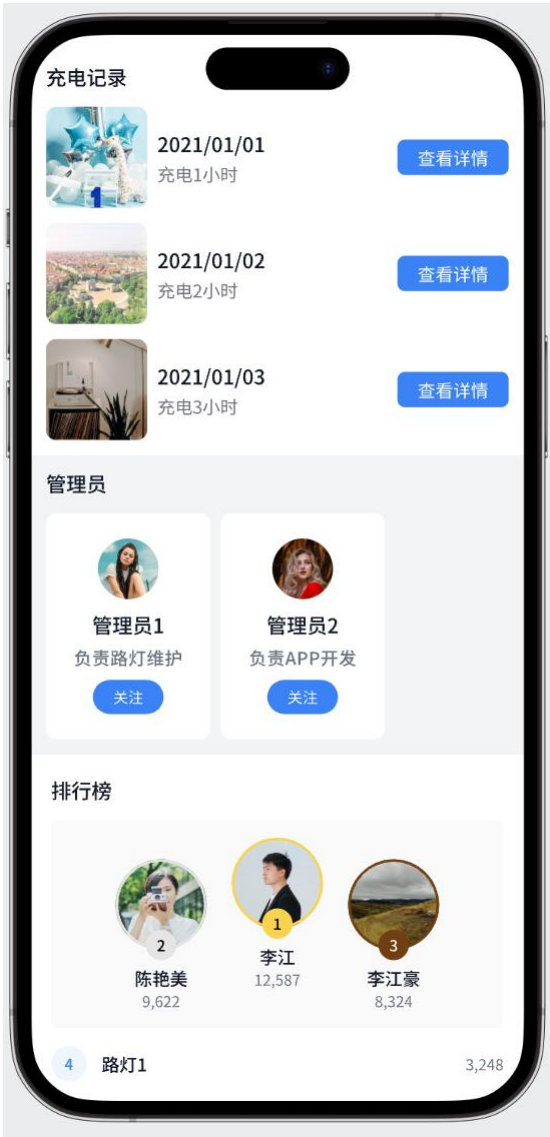 充电记录
2021/01/01
充电1小时
查看详情
1
2021/01/02
充电2小时
查看详情
2021/01/03
充电3小时
查看详情
管理员
管理员1
负责路灯维护
关注
管理员2
负责APP开发
关注
排行榜
2
陈艳美
9,622
1
李江
12,587
3
李江豪
8,324
4 路灯1 3,248